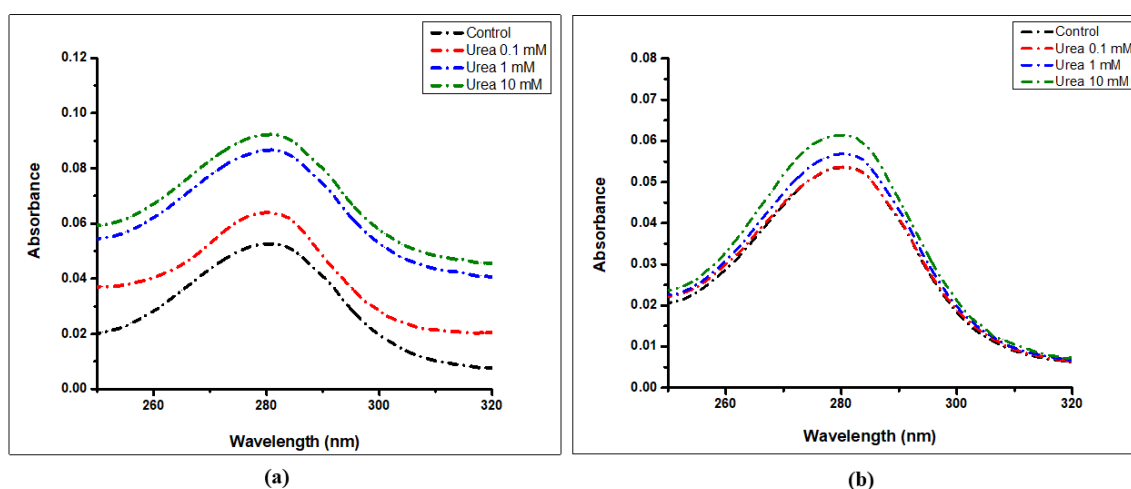 Control
Urea 0.1 mM
Urea 1 mM
Urea 10 mM
0.12
0.10
0.08
0.06
0.04
0.02
0.00
Absorbance
260 280 300 320
Wavelength (nm)
(a)
Control
Urea 0.1 mM
Urea 1 mM
Urea 10 mM
0.08
0.07
0.06
0.05
0.04
0.03
0.02
0.01
0.00
Absorbance
260 280 300 320
Wavelength (nm)
(b)